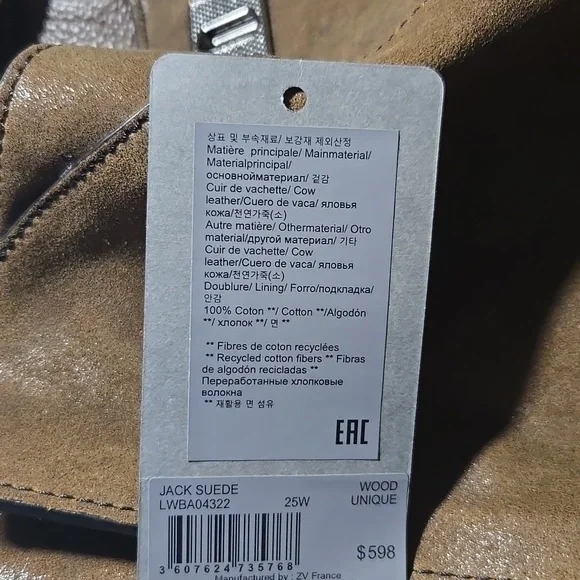 상표 및 부속재료/ 보강재 제외산정
Matière principale/ Mainmaterial/
Materialprincipal/
основнойматериал/ 겉감
Cuir de vachette/ Cow
leather/Cuero de vaca/ яловья
кожа/천연가죽(소)
Autre matière/ Othermaterial/ Otro
material/другой материал/ 기타
Cuir de vachette/ Cow
leather/Cuero de vaca/ яловья
кожа/천연가죽(소)
Doublure/ Lining/ Forro/подкладка/
안감
100% Coton **/ Cotton **/Algodón
**/ хлопок **/ 면 **
** Fibres de coton recyclées
** Recycled cotton fibers ** Fibras
de algodón recicladas **
Переработанные хлопковые
волокна
** 재활용 면 섬유
EAC
JACK SUEDE WOOD
LWBA04322 25W UNIQUE
3 607624 735768 $598
Manufactured by : ZV France